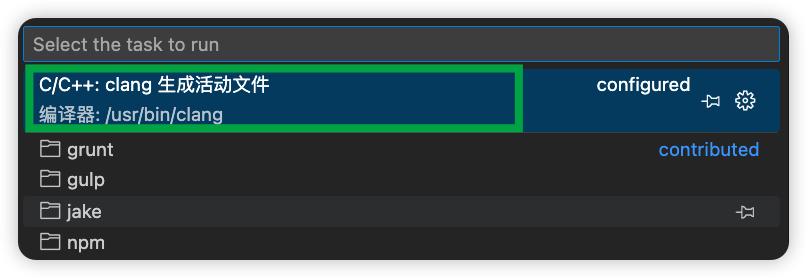 Select the task to run
C/C++: clang 生成活动文件 configured
编译器: /usr/bin/clang
grunt contributed
gulp
jake
npm